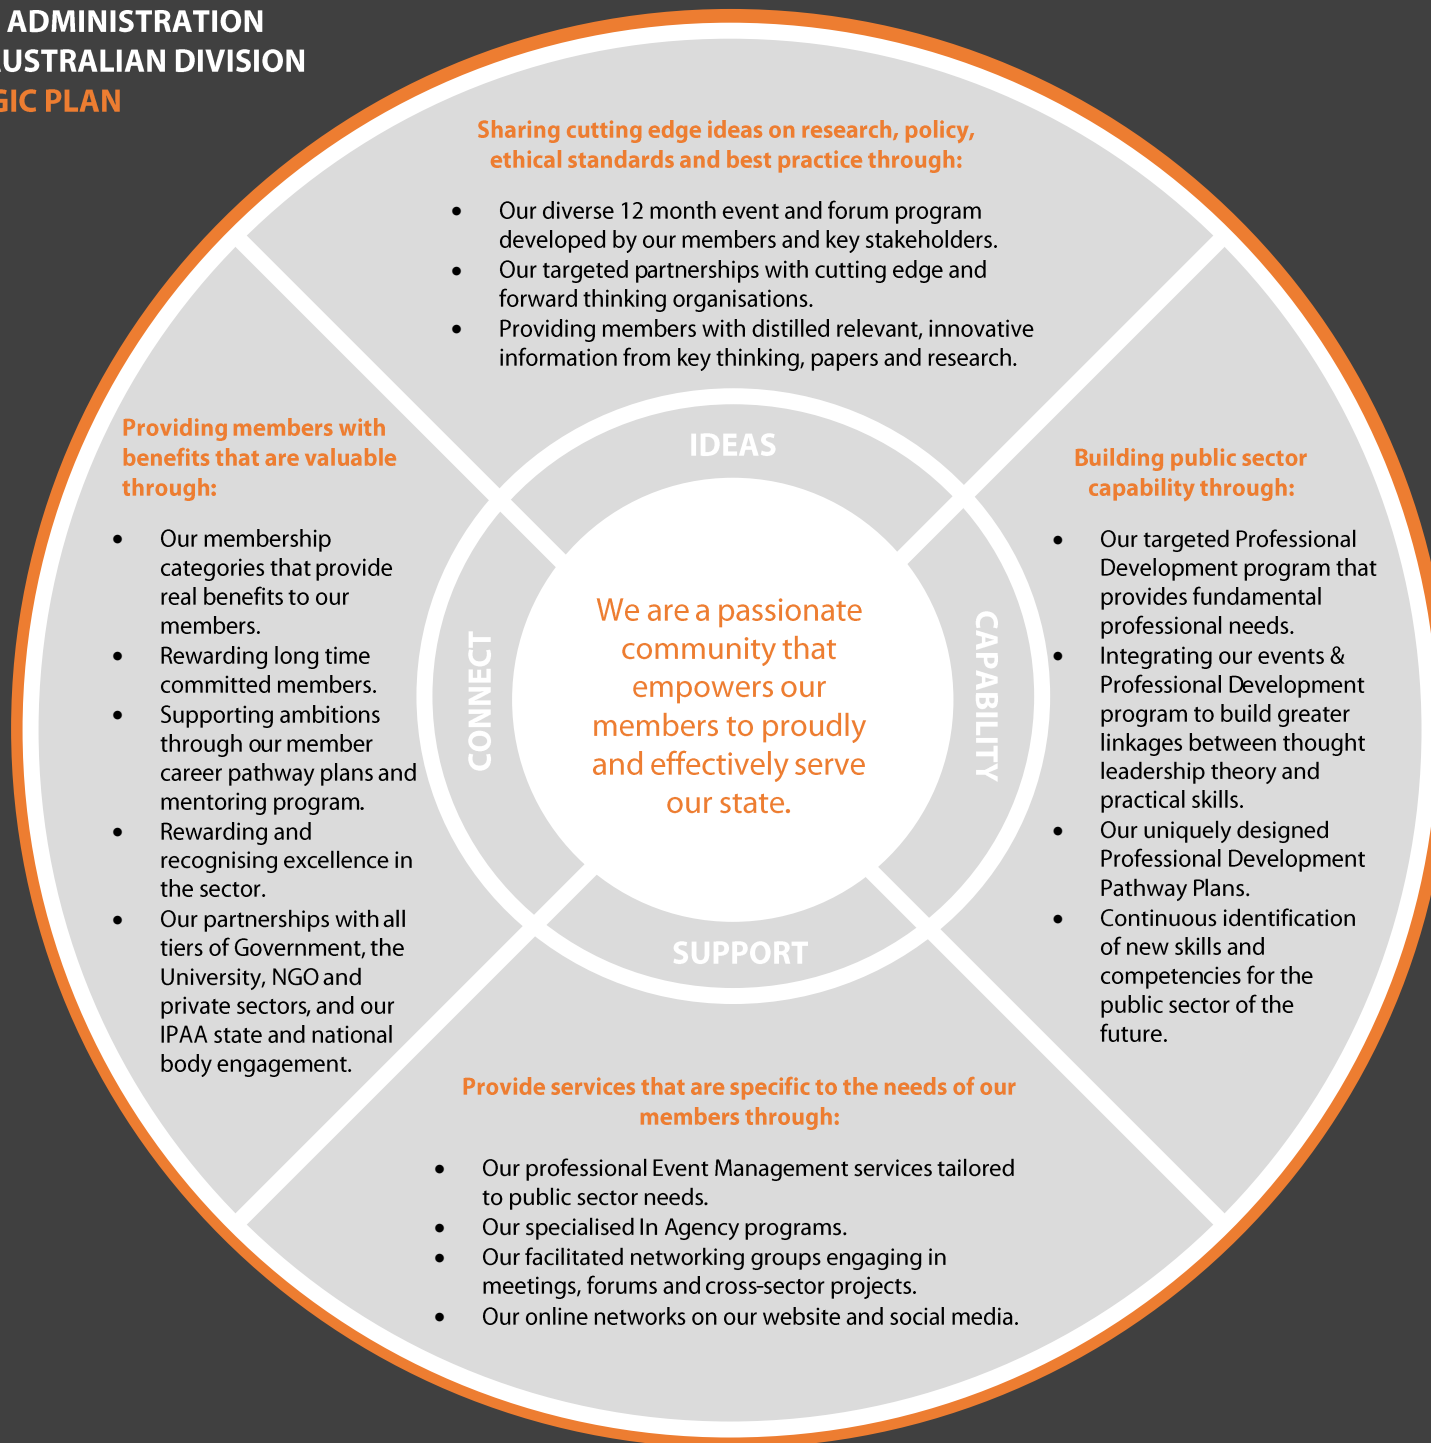 ADMINISTRATION
AUSTRALIAN DIVISION
GIC PLAN
Sharing cutting edge ideas on research, policy,
ethical standards and best practice through:
• Our diverse 12 month event and forum program
developed by our members and key stakeholders.
• Our targeted partnerships with cutting edge and
forward thinking organisations.
• Providing members with distilled relevant, innovative
information from key thinking, papers and research.
IDEAS
Providing members with
benefits that are valuable
through:
• Our membership
categories that provide
real benefits to our
members.
• Rewarding long time
committed members.
• Supporting ambitions
through our member
career pathway plans and
mentoring program.
• Rewarding and
recognising excellence in
the sector.
• Our partnerships with all
tiers of Government, the
University, NGO and
private sectors, and our
IPAA state and national
body engagement.
CONNECT
We are a passionate
community that
empowers our
members to proudly
and effectively serve
our state.
CAPABILITY
Building public sector
capability through:
• Our targeted Professional
Development program that
provides fundamental
professional needs.
• Integrating our events &
Professional Development
program to build greater
linkages between thought
leadership theory and
practical skills.
• Our uniquely designed
Professional Development
Pathway Plans.
• Continuous identification
of new skills and
competencies for the
public sector of the
future.
SUPPORT
Provide services that are specific to the needs of our
members through:
• Our professional Event Management services tailored
to public sector needs.
• Our specialised In Agency programs.
• Our facilitated networking groups engaging in
meetings, forums and cross-sector projects.
• Our online networks on our website and social media.